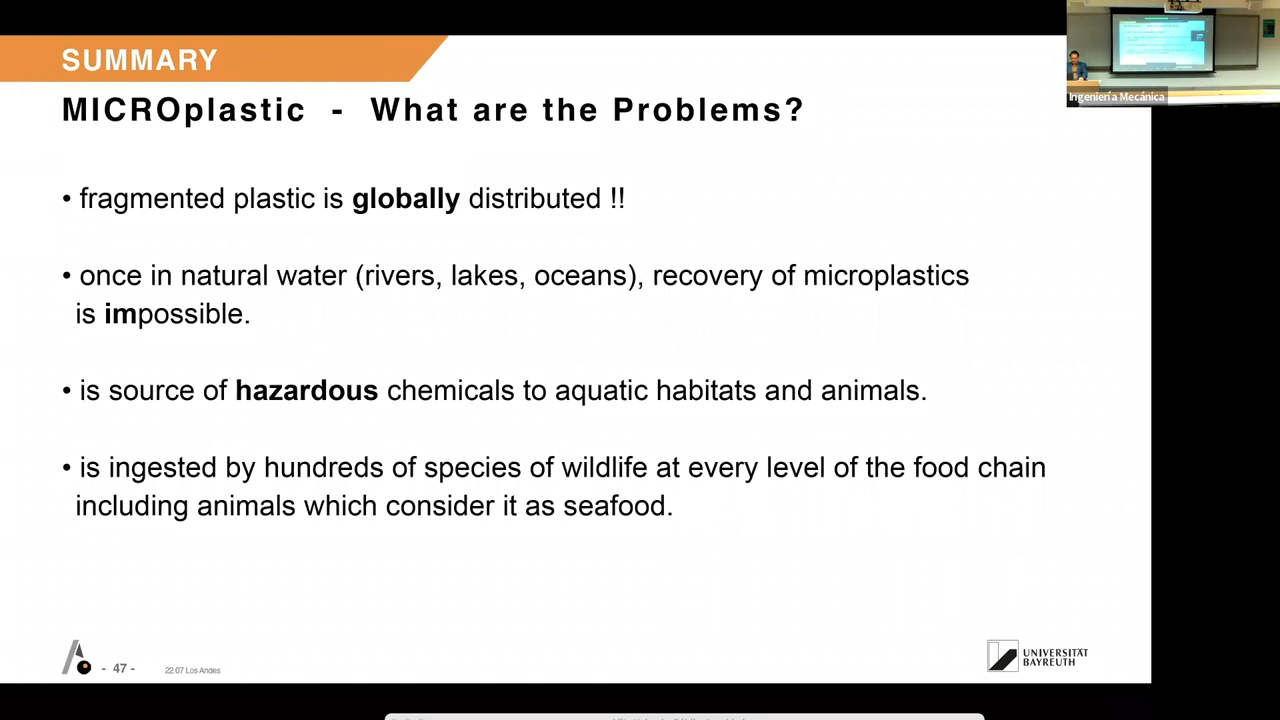 SUMMARY
MICROplastic - What are the Problems?
• fragmented plastic is globally distributed !!
• once in natural water (rivers, lakes, oceans), recovery of microplastics
is impossible.
• is source of hazardous chemicals to aquatic habitats and animals.
• is ingested by hundreds of species of wildlife at every level of the food chain
including animals which consider it as seafood.
- 47 -
22.07 Los Andes
UNIVERSITÄT
BAYREUTH
Ingeniería Mecánica